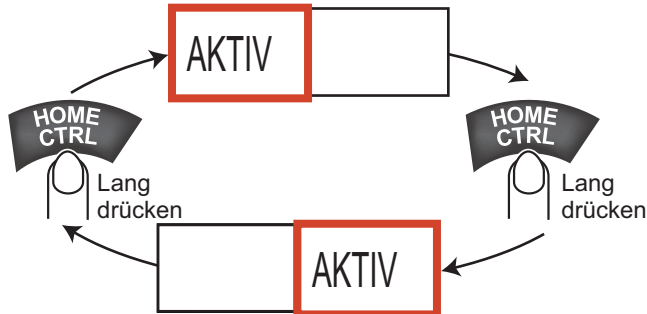 AKTIV
HOME
CTRL
Lang
drücken
HOME
CTRL
Lang
drücken
AKTIV